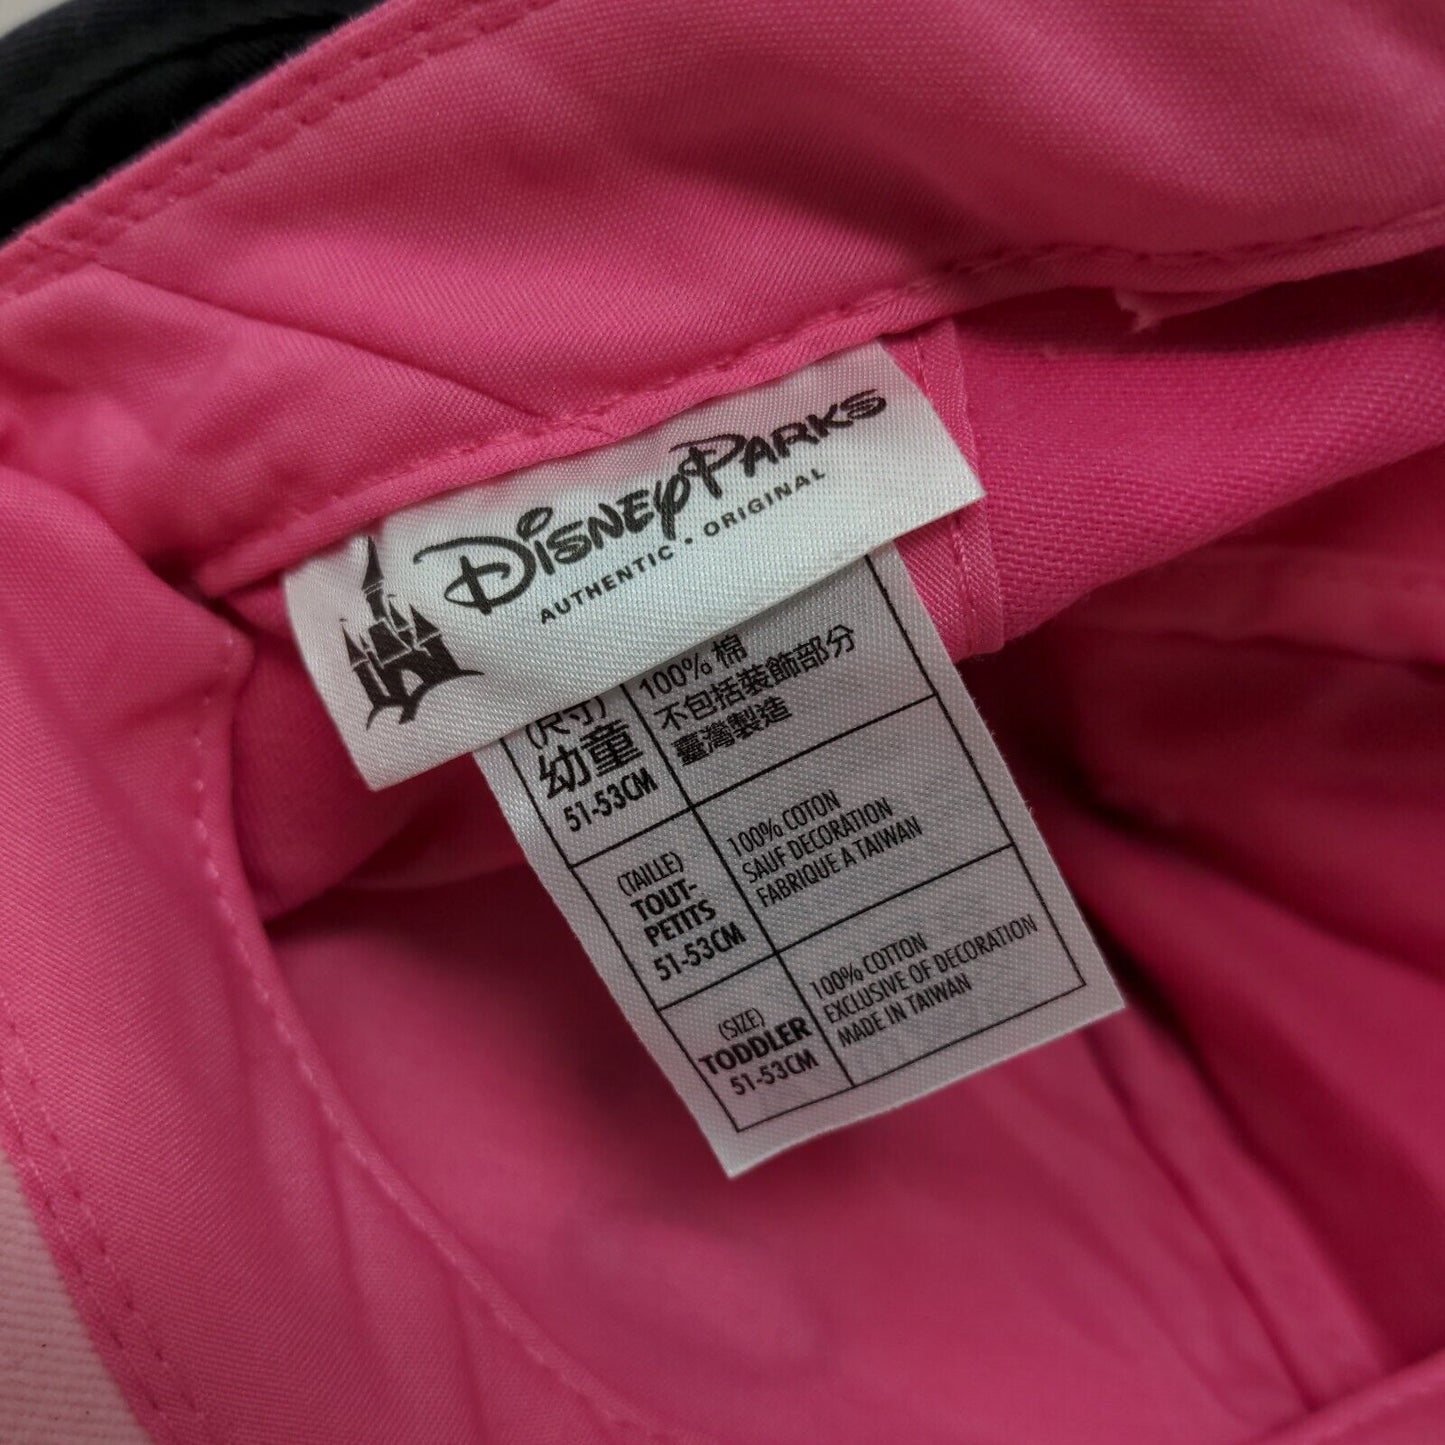 DISNEY PARKS
AUTHENTIC • ORIGINAL
(尺寸)
幼童
51-53CM
100% 棉
不包括裝飾部分
臺灣製造
(TAILLE)
TOUT-
PETITS
51-53CM
100% COTON
SAUF DECORATION
FABRIQUE A TAIWAN
(SIZE)
TODDLER
51-53CM
100% COTTON
EXCLUSIVE OF DECORATION
MADE IN TAIWAN